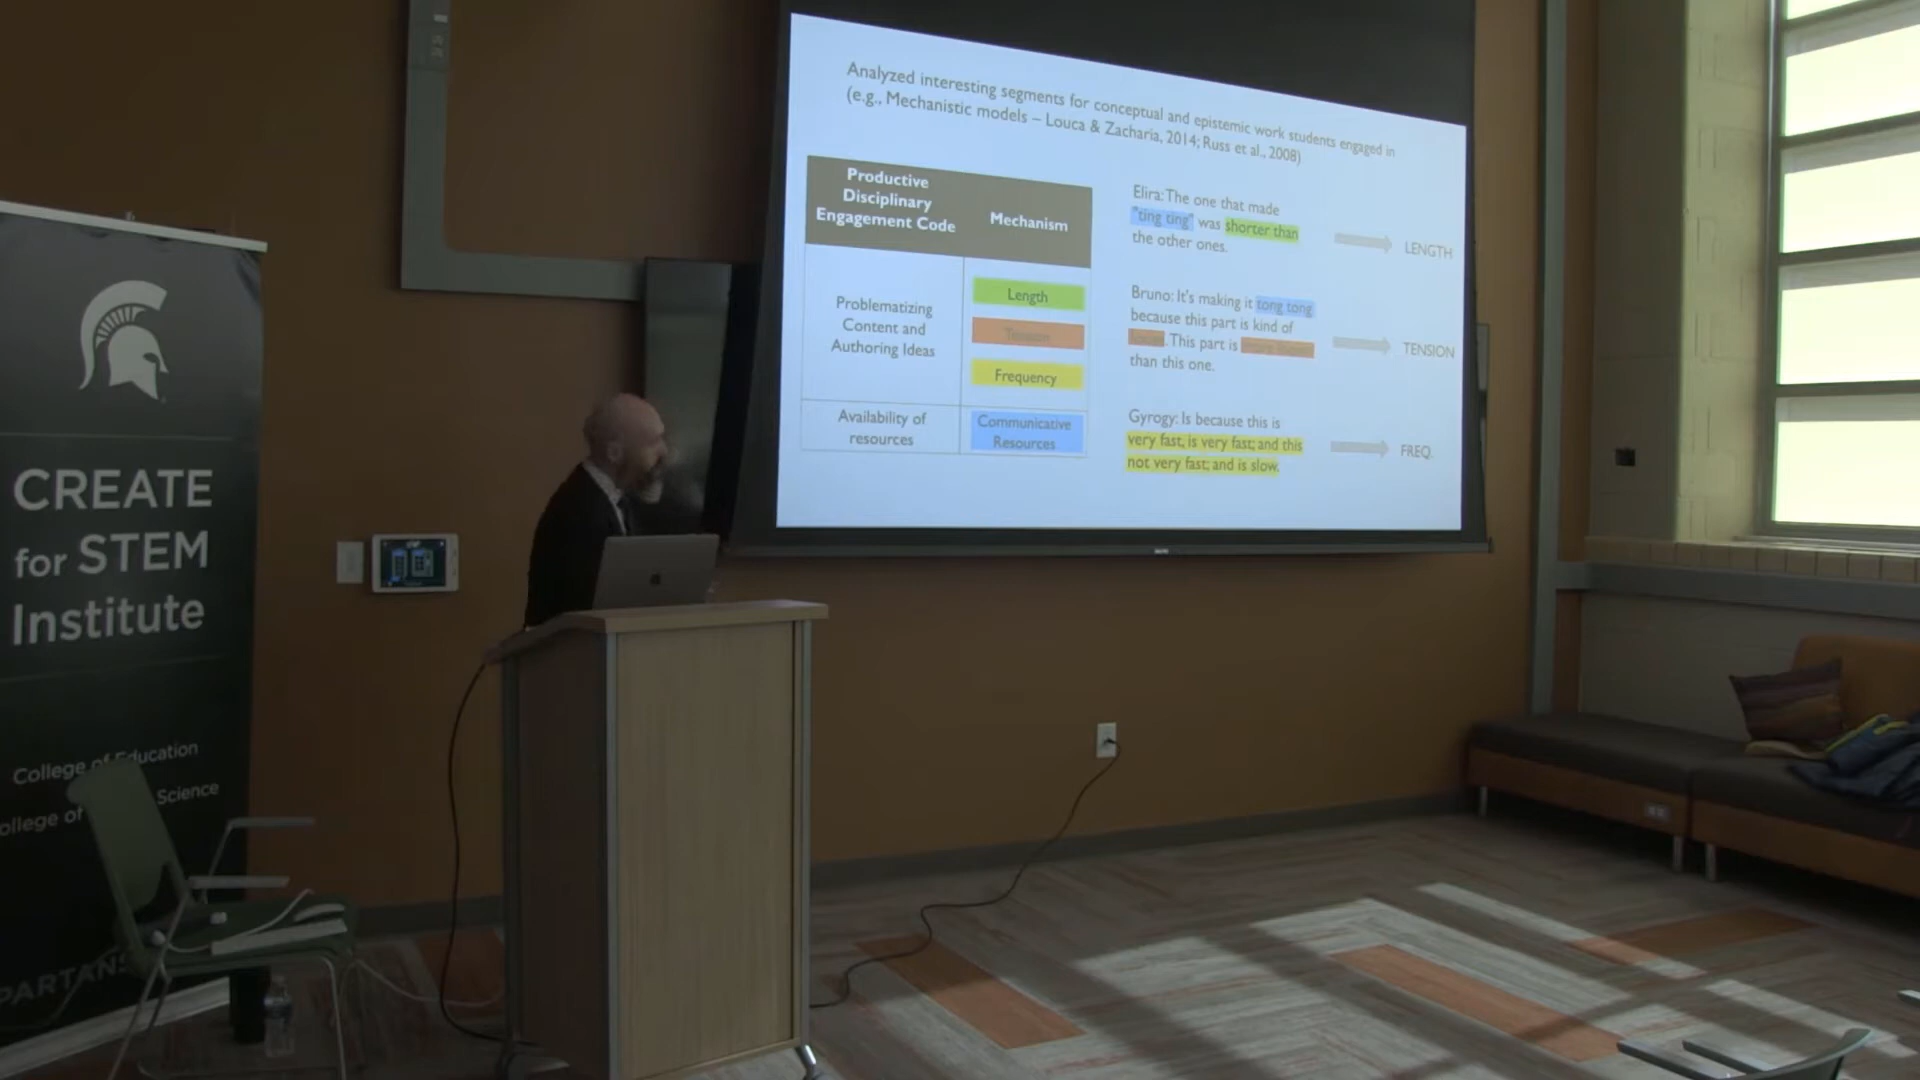 Analyzed interesting segments for conceptual and epistemic work students engaged in
(e.g., Mechanistic models – Louca & Zacharia, 2014; Russ et al., 2008)
Productive
Disciplinary
Engagement Code
Mechanism
Problematizing
Content and
Authoring Ideas
Length
Tension
Frequency
Availability of
resources
Communicative
Resources
Elira: The one that made
"ting ting" was shorter than
the other ones.
LENGTH
Bruno: It's making it tong tong
because this part is kind of
. This part is
than this one.
TENSION
Gyrogy: Is because this is
very fast, is very fast; and this
not very fast; and is slow.
FREQ.
CREATE
for STEM
Institute
College of Education
College of Science
PARTANS